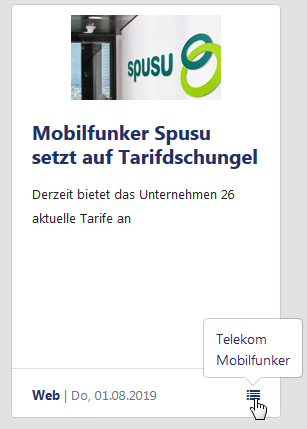 spusu
Mobilfunker Spusu
setzt auf Tarifdschungel
Derzeit bietet das Unternehmen 26
aktuelle Tarife an
Telekom
Mobilfunker
Web | Do, 01.08.2019